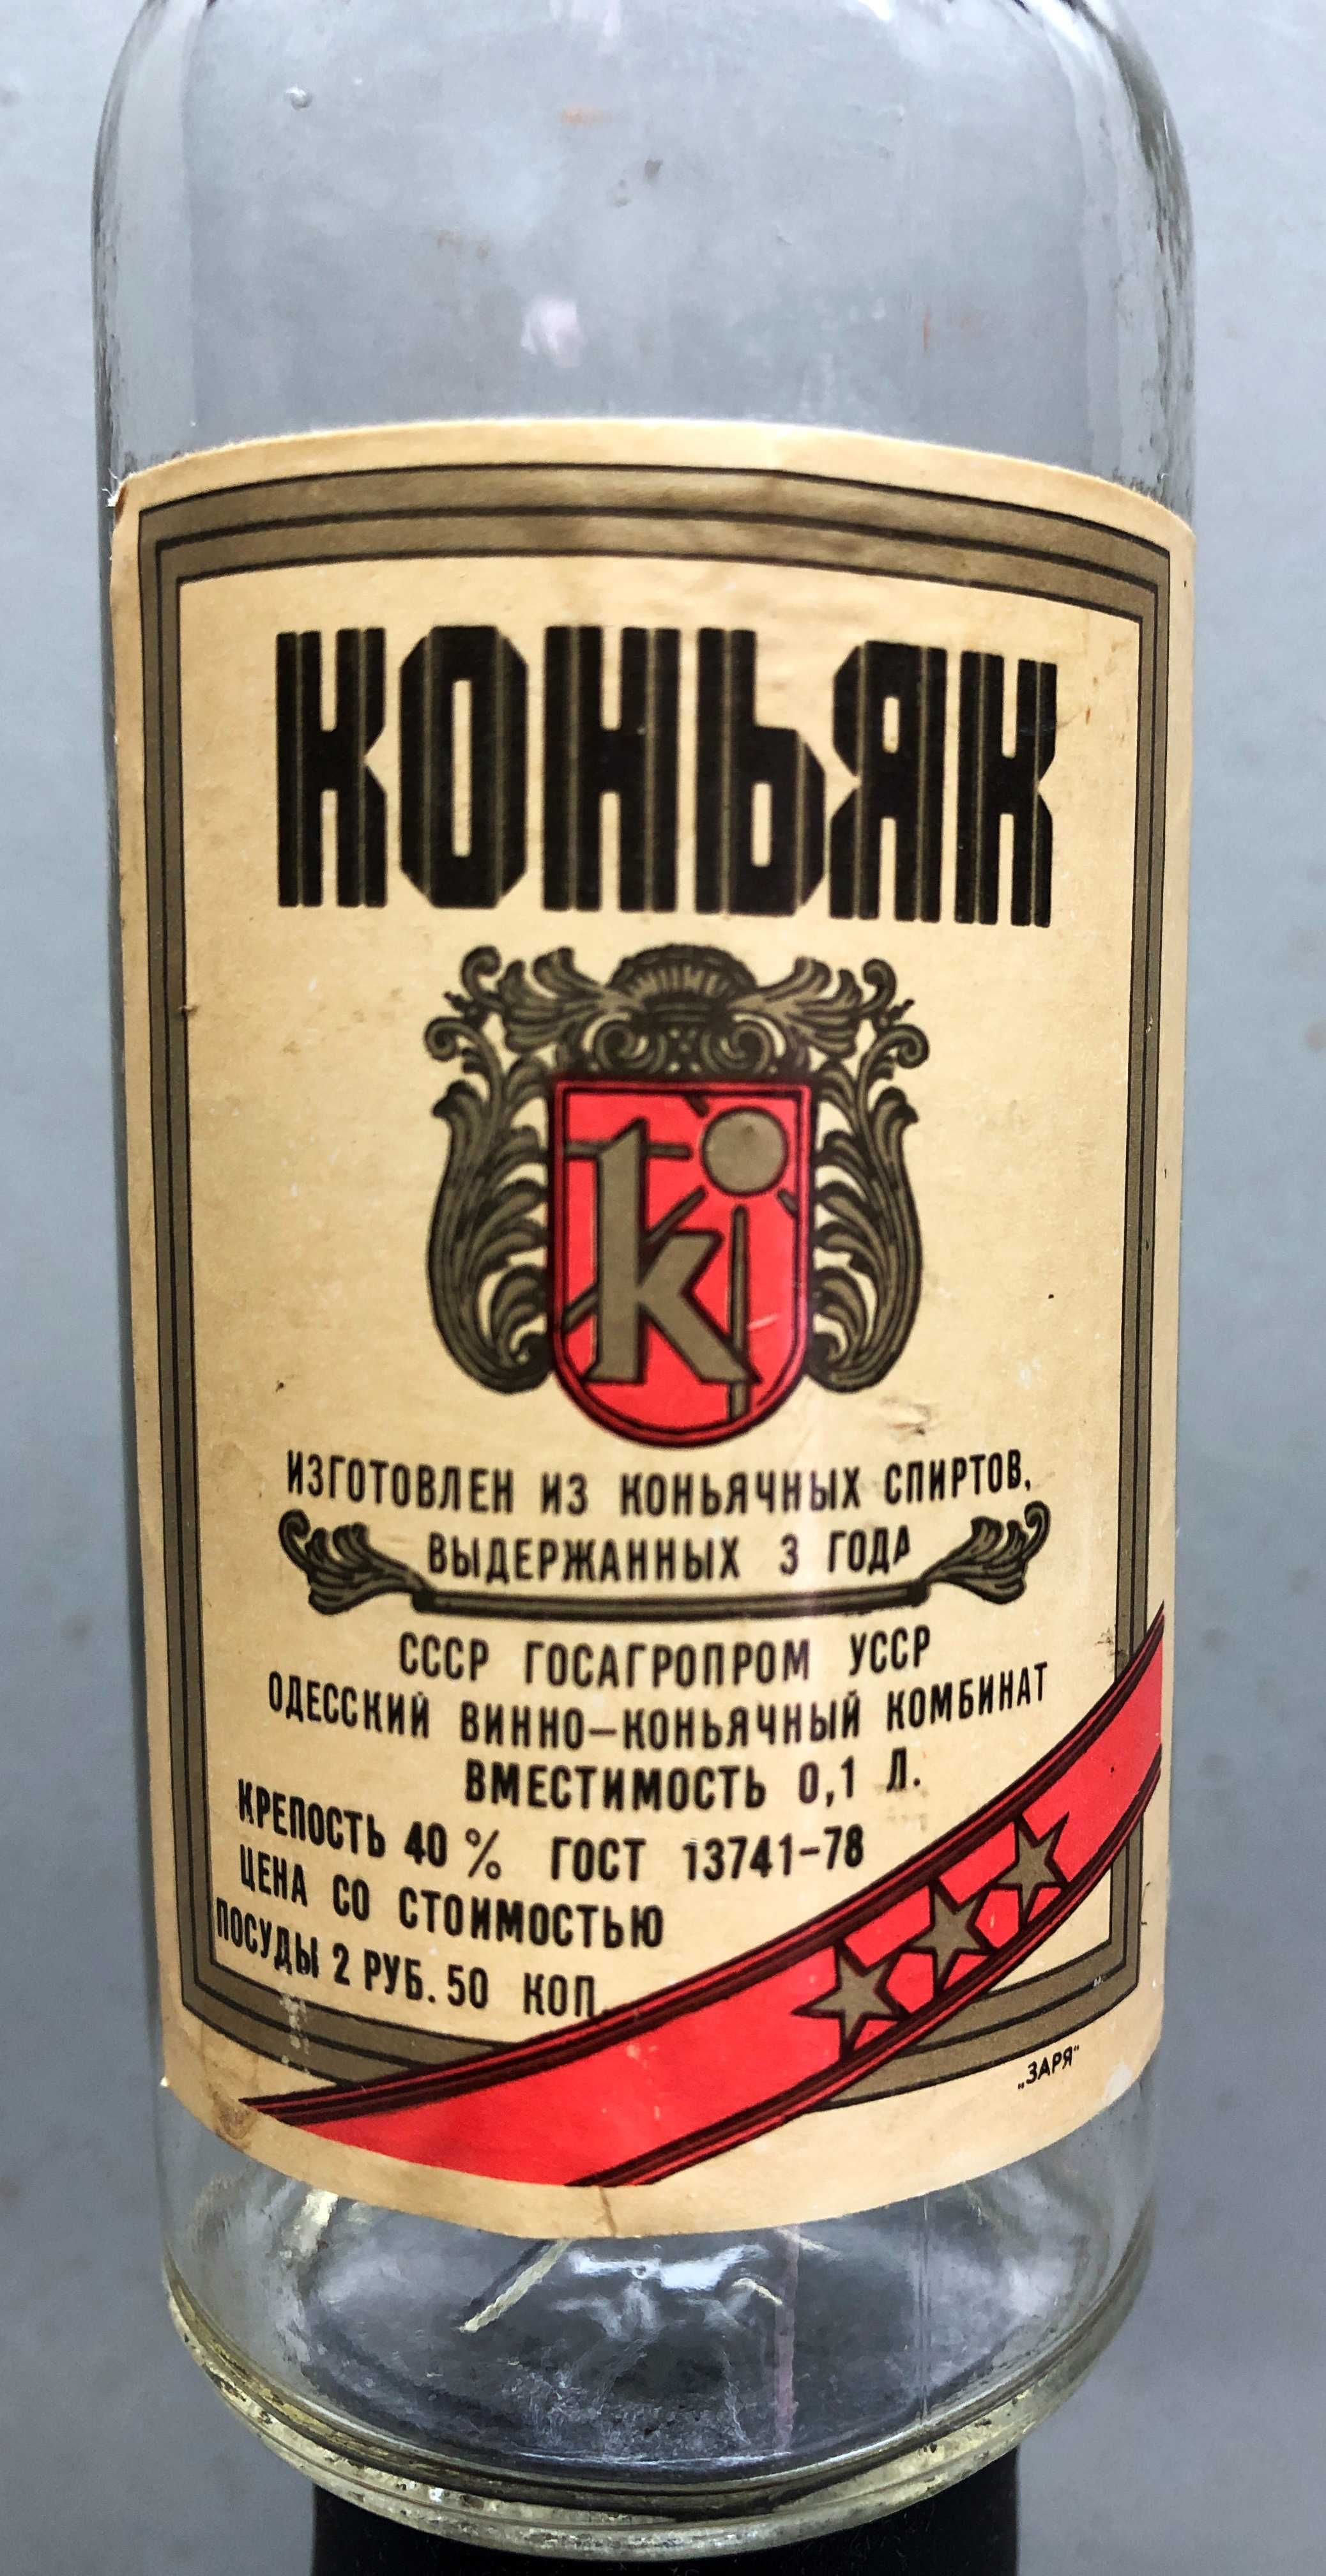 КОНЬЯК
ki
ИЗГОТОВЛЕН ИЗ КОНЬЯЧНЫХ СПИРТОВ,
ВЫДЕРЖАННЫХ 3 ГОДА
СССР ГОСАГРОПРОМ УССР
ОДЕССКИЙ ВИННО–КОНЬЯЧНЫЙ КОМБИНАТ
ВМЕСТИМОСТЬ 0,1 Л.
КРЕПОСТЬ 40 % ГОСТ 13741–78
ЦЕНА СО СТОИМОСТЬЮ
ПОСУДЫ 2 РУБ. 50 КОП.
„ЗАРЯ“